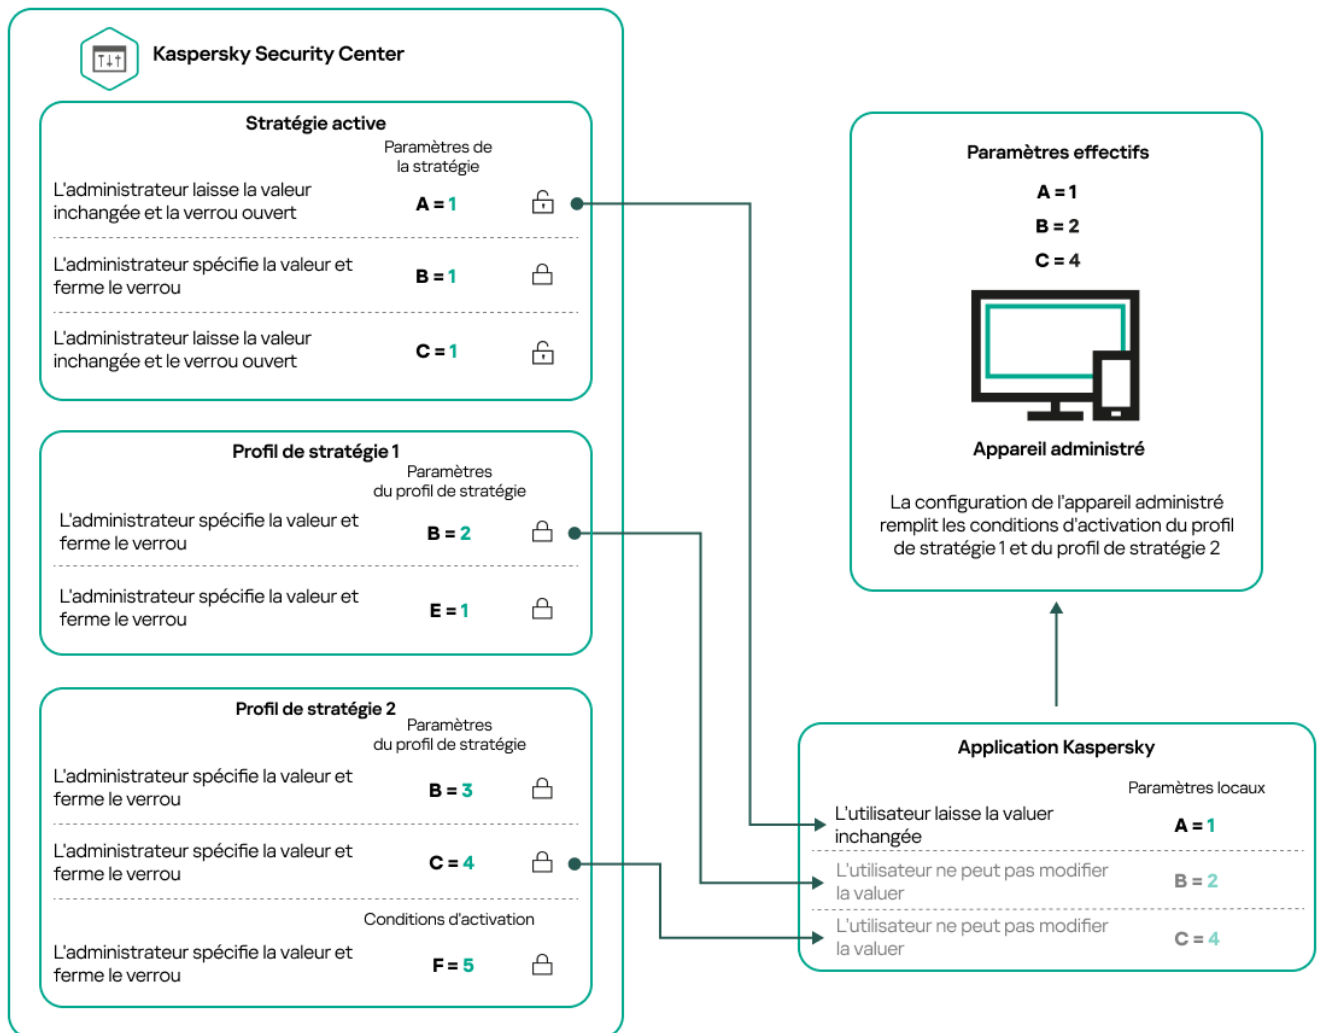 Kaspersky Security Center
Stratégie active
Paramètres de
la stratégie
L'administrateur laisse la valeur
inchangée et la verrou ouvert
A = 1
L'administrateur spécifie la valeur et
ferme le verrou
B = 1
L'administrateur laisse la valeur
inchangée et le verrou ouvert
C = 1
Profil de stratégie 1
Paramètres
du profil de stratégie
L'administrateur spécifie la valeur et
ferme le verrou
B = 2
L'administrateur spécifie la valeur et
ferme le verrou
E = 1
Profil de stratégie 2
Paramètres
du profil de stratégie
L'administrateur spécifie la valeur et
ferme le verrou
B = 3
L'administrateur spécifie la valeur et
ferme le verrou
C = 4
Conditions d'activation
L'administrateur spécifie la valeur et
ferme le verrou
F = 5
Paramètres effectifs
A = 1
B = 2
C = 4
Appareil administré
La configuration de l'appareil administré
remplit les conditions d'activation du profil
de stratégie 1 et du profil de stratégie 2
Application Kaspersky
Paramètres locaux
L'utilisateur laisse la valuer
inchangée
A = 1
L'utilisateur ne peut pas modifier
la valuer
B = 2
L'utilisateur ne peut pas modifier
la valuer
C = 4